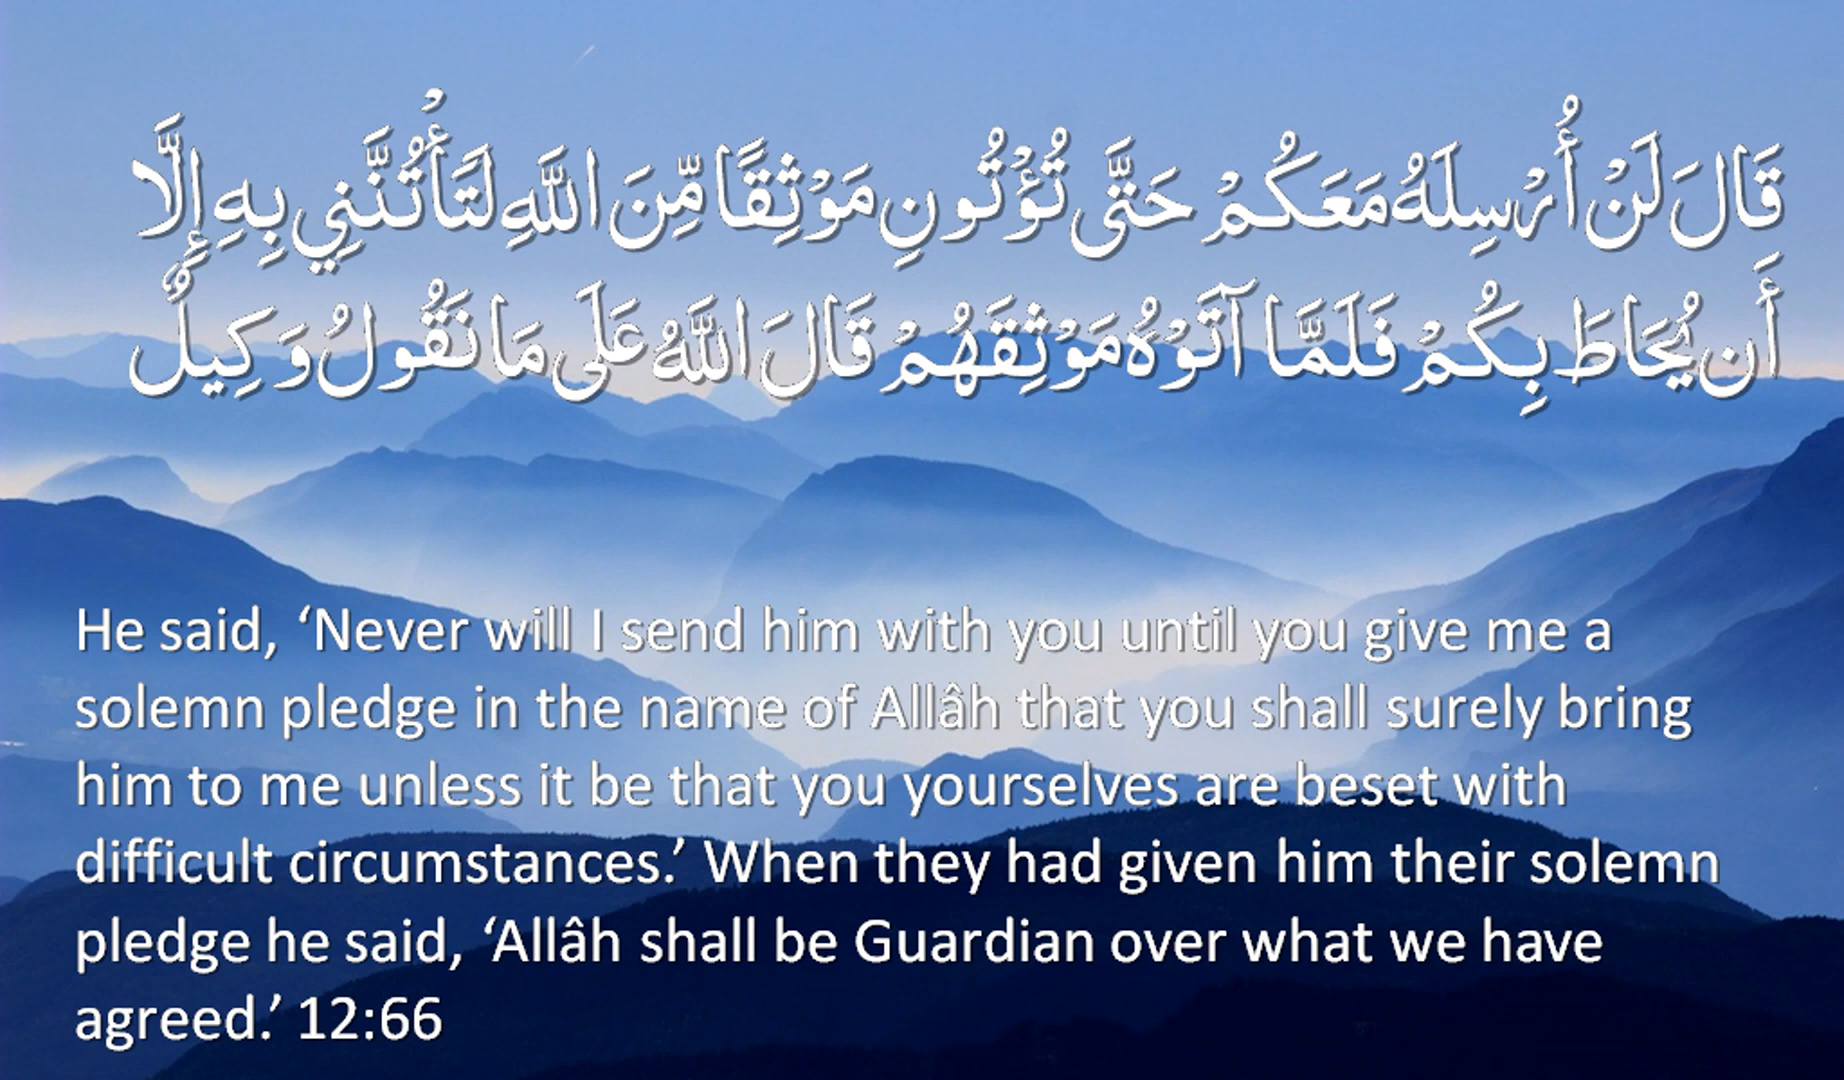 قَالَ لَنْ أُرْسِلَهُ مَعَكُمْ حَتَّى تُؤْتُونِ مَوْثِقًا مِّنَ اللَّهِ لَتَأْتُنَّنِي بِهِ إِلَّا
أَن يُحَاطَ بِكُمْ فَلَمَّا آتَوْهُ مَوْثِقَهُمْ قَالَ اللَّهُ عَلَى مَا نَقُولُ وَكِيلٌ
He said, ‘Never will I send him with you until you give me a
solemn pledge in the name of Allâh that you shall surely bring
him to me unless it be that you yourselves are beset with
difficult circumstances.’ When they had given him their solemn
pledge he said, ‘Allâh shall be Guardian over what we have
agreed.’ 12:66